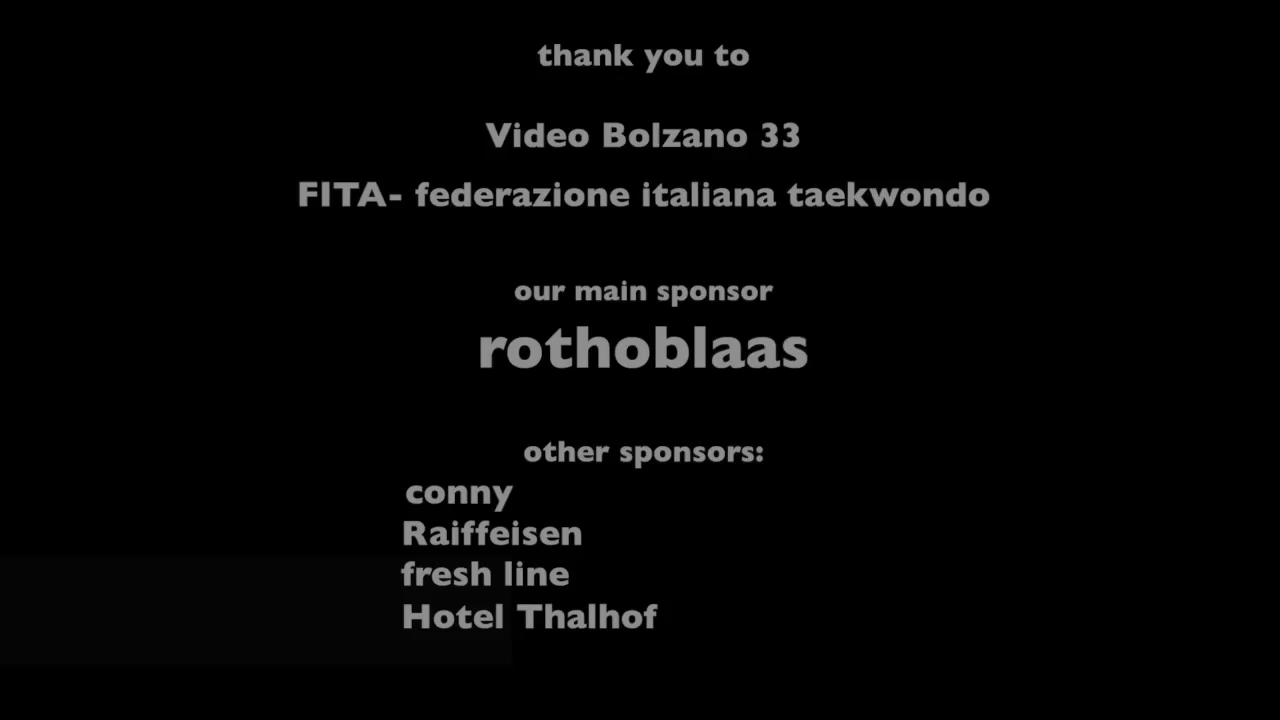 thank you to
Video Bolzano 33
FITA- federazione italiana taekwondo
our main sponsor
rothoblaas
other sponsors:
conny
Raiffeisen
fresh line
Hotel Thalhof